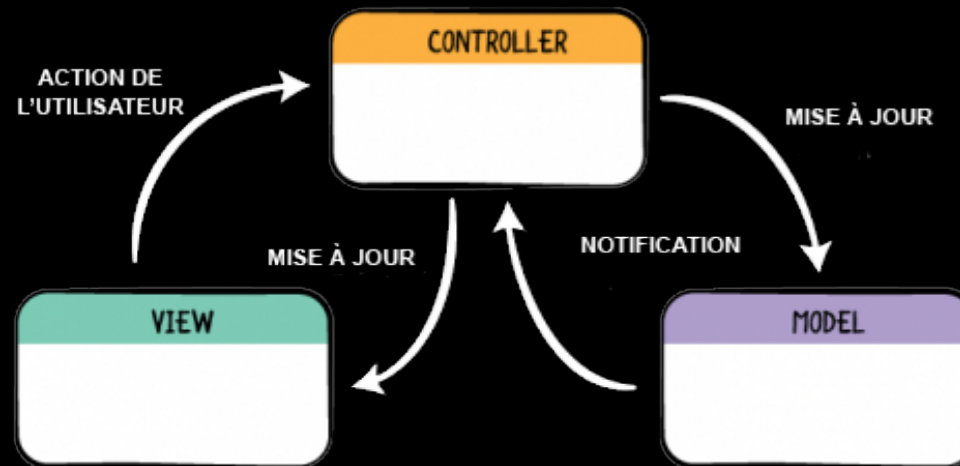 CONTROLLER
ACTION DE
L'UTILISATEUR
MISE À JOUR
MISE À JOUR
NOTIFICATION
VIEW
MODEL